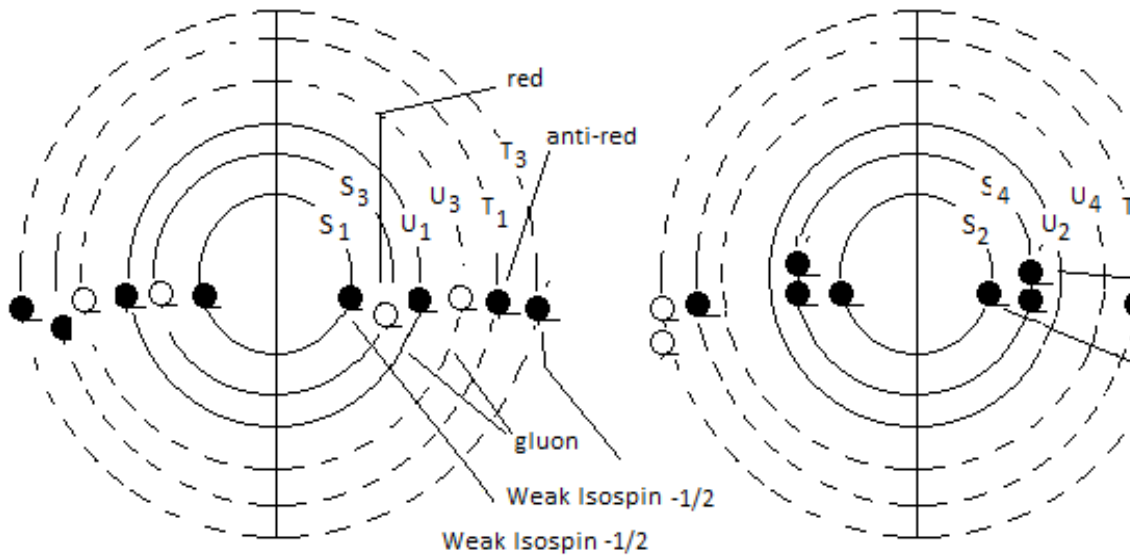 red
anti-red
T3
S3
U3
T1
S1
U1
gluon
Weak Isospin -1/2
Weak Isospin -1/2
S4
U4
T
S2
U2